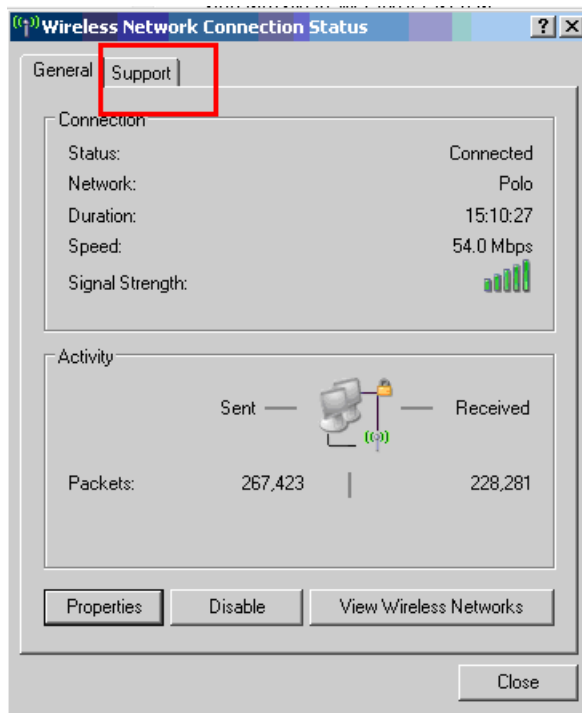 Wireless Network Connection Status
General
Support
Connection
Status: Connected
Network: Polo
Duration: 15:10:27
Speed: 54.0 Mbps
Signal Strength:
Activity
Sent — — Received
Packets: 267,423 | 228,281
Properties Disable View Wireless Networks
Close